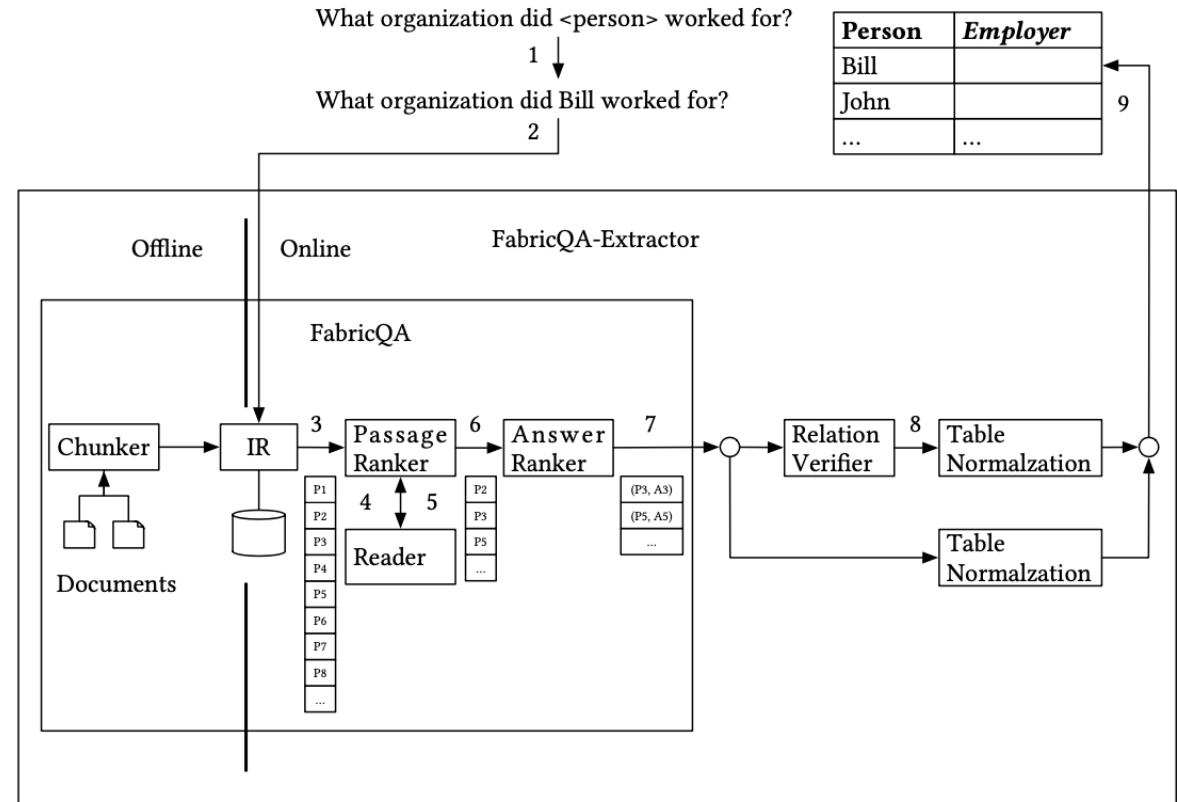 What organization did <person> worked for?
1
What organization did Bill worked for?
2
Person Employer
Bill
John
... ...
9
Offline Online
FabricQA-Extractor
FabricQA
Chunker
IR
3
Passage
Ranker
6
Answer
Ranker
7
Relation
Verifier
8
Table
Normalzation
4 5
Reader
Documents
P1
P2
P3
P4
P5
P6
P7
P8
...
P2
P3
P5
...
(P3, A3)
(P5, A5)
...
Table
Normalzation